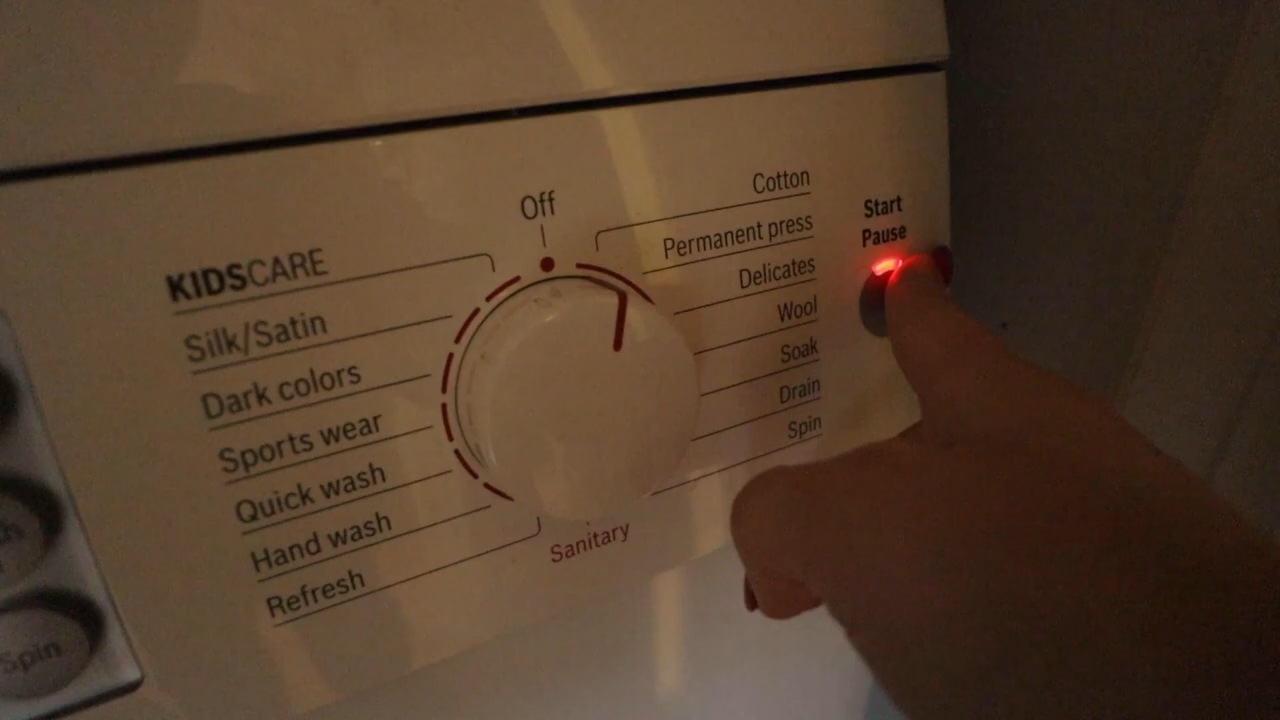 Off
KIDSCARE
Silk/Satin
Dark colors
Sports wear
Quick wash
Hand wash
Refresh
Sanitary
Cotton
Permanent press
Delicates
Wool
Soak
Drain
Spin
Start
Pause
Spin